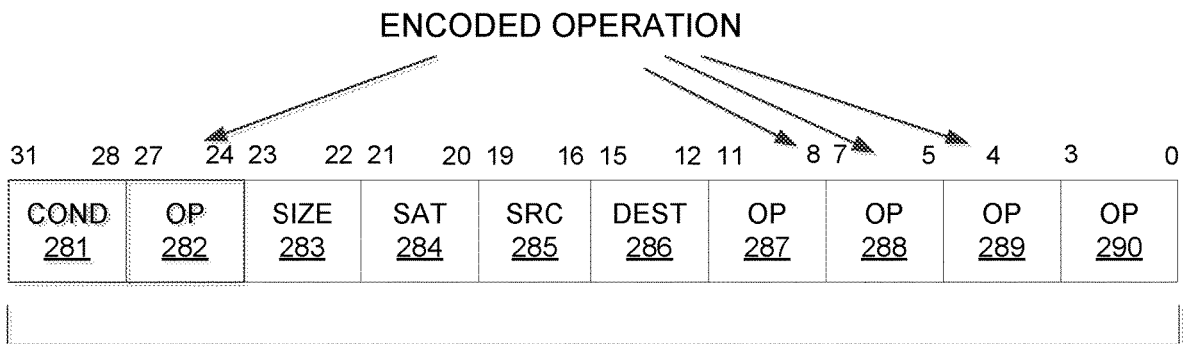 ENCODED OPERATION
31 28 27 24 23 22 21 20 19 16 15 12 11 8 7 5 4 3 0
COND OP SIZE SAT SRC DEST OP OP OP OP
281 282 283 284 285 286 287 288 289 290